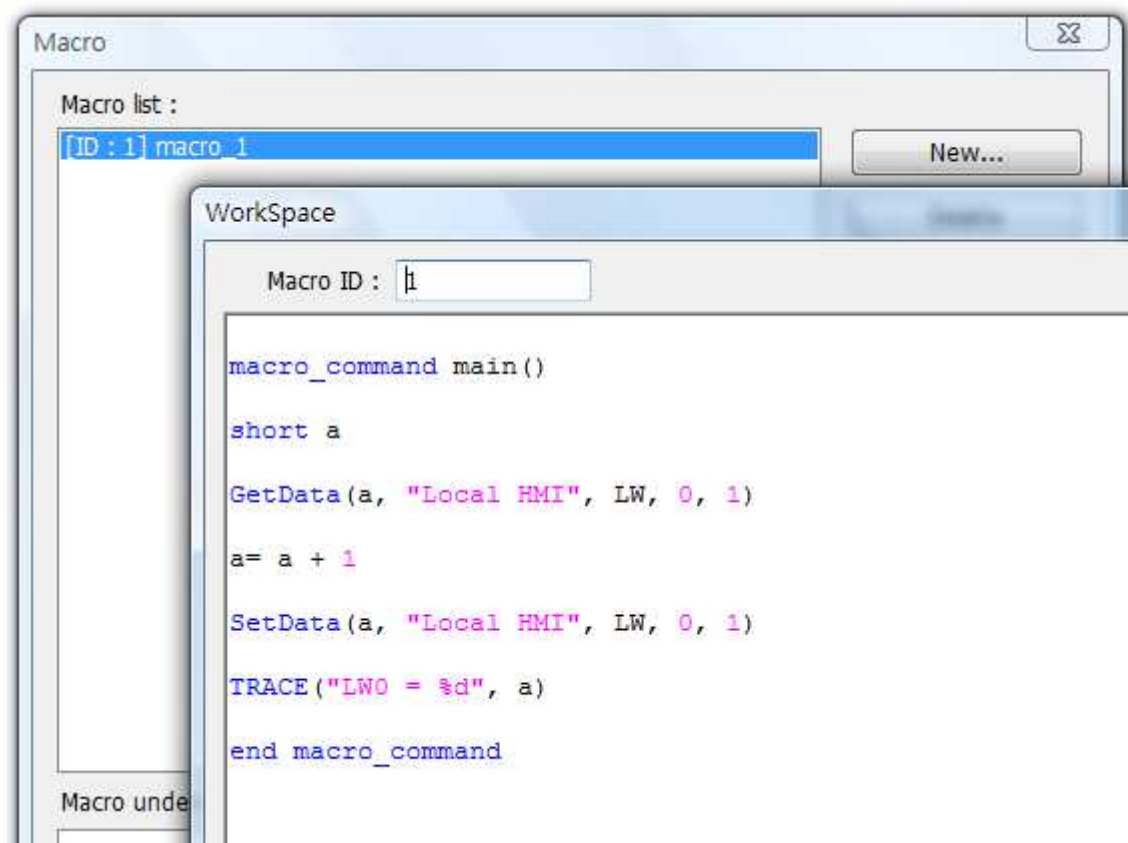 Macro
Macro list :
[ID : 1] macro_1
New...
WorkSpace
Macro ID : 1
macro_command main()
short a
GetData(a, "Local HMI", LW, 0, 1)
a= a + 1
SetData(a, "Local HMI", LW, 0, 1)
TRACE("LW0 = %d", a)
end macro_command
Macro unde